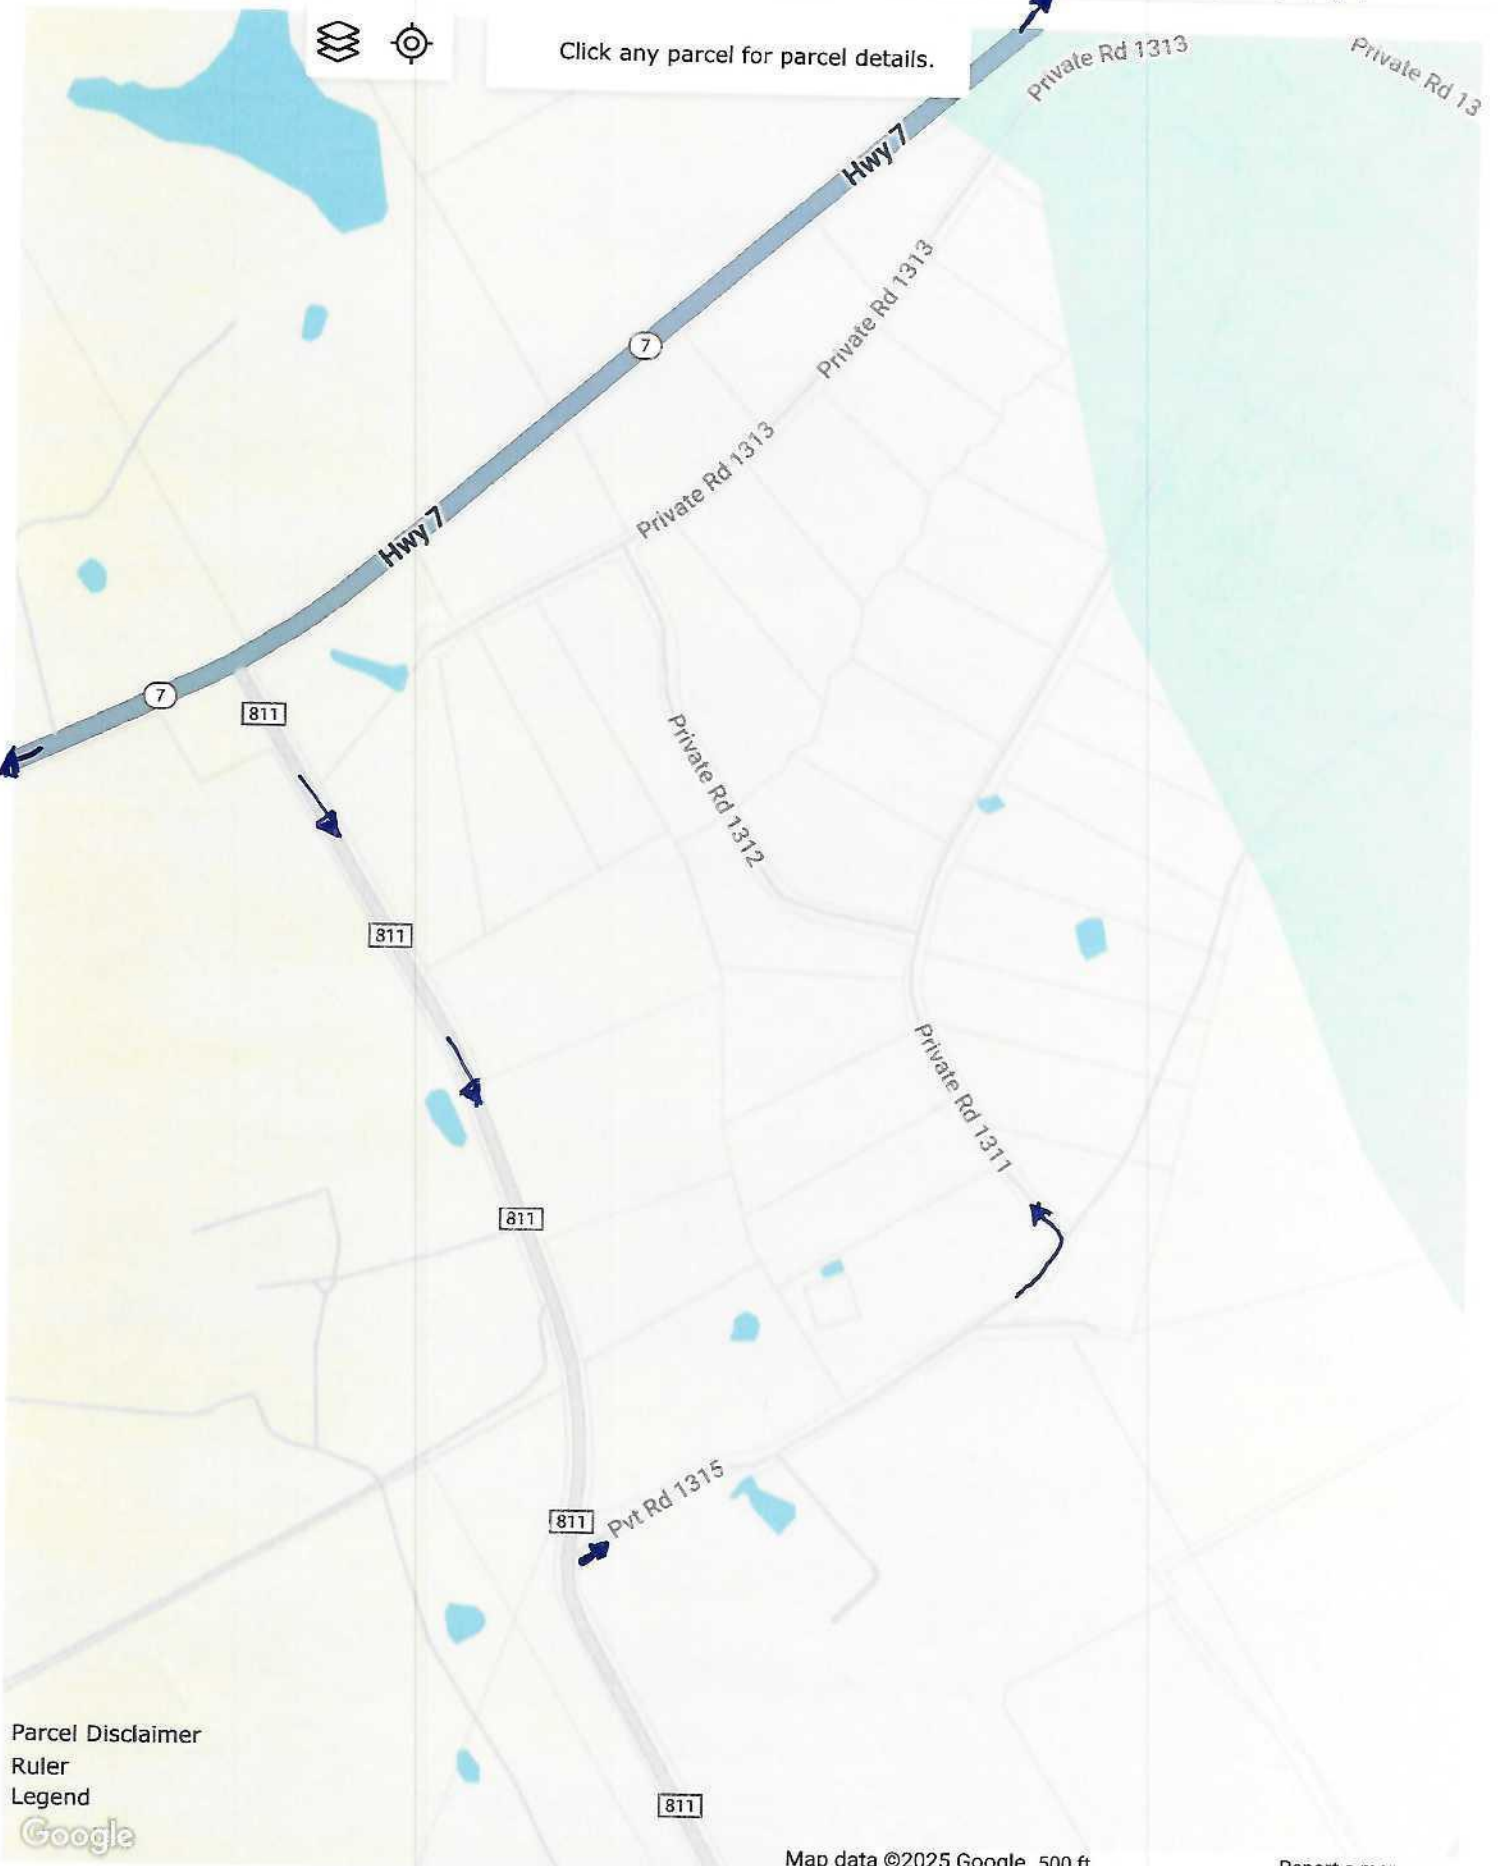 Click any parcel for parcel details.
Private Rd 1313
Private Rd 13
Hwy 7
Private Rd 1313
7
Private Rd 1313
Hwy 7
7
811
Private Rd 1312
811
Private Rd 1311
811
Pvt Rd 1315
811
Parcel Disclaimer
Ruler
Legend
811
Google
Map data ©2025 Google 500 ft